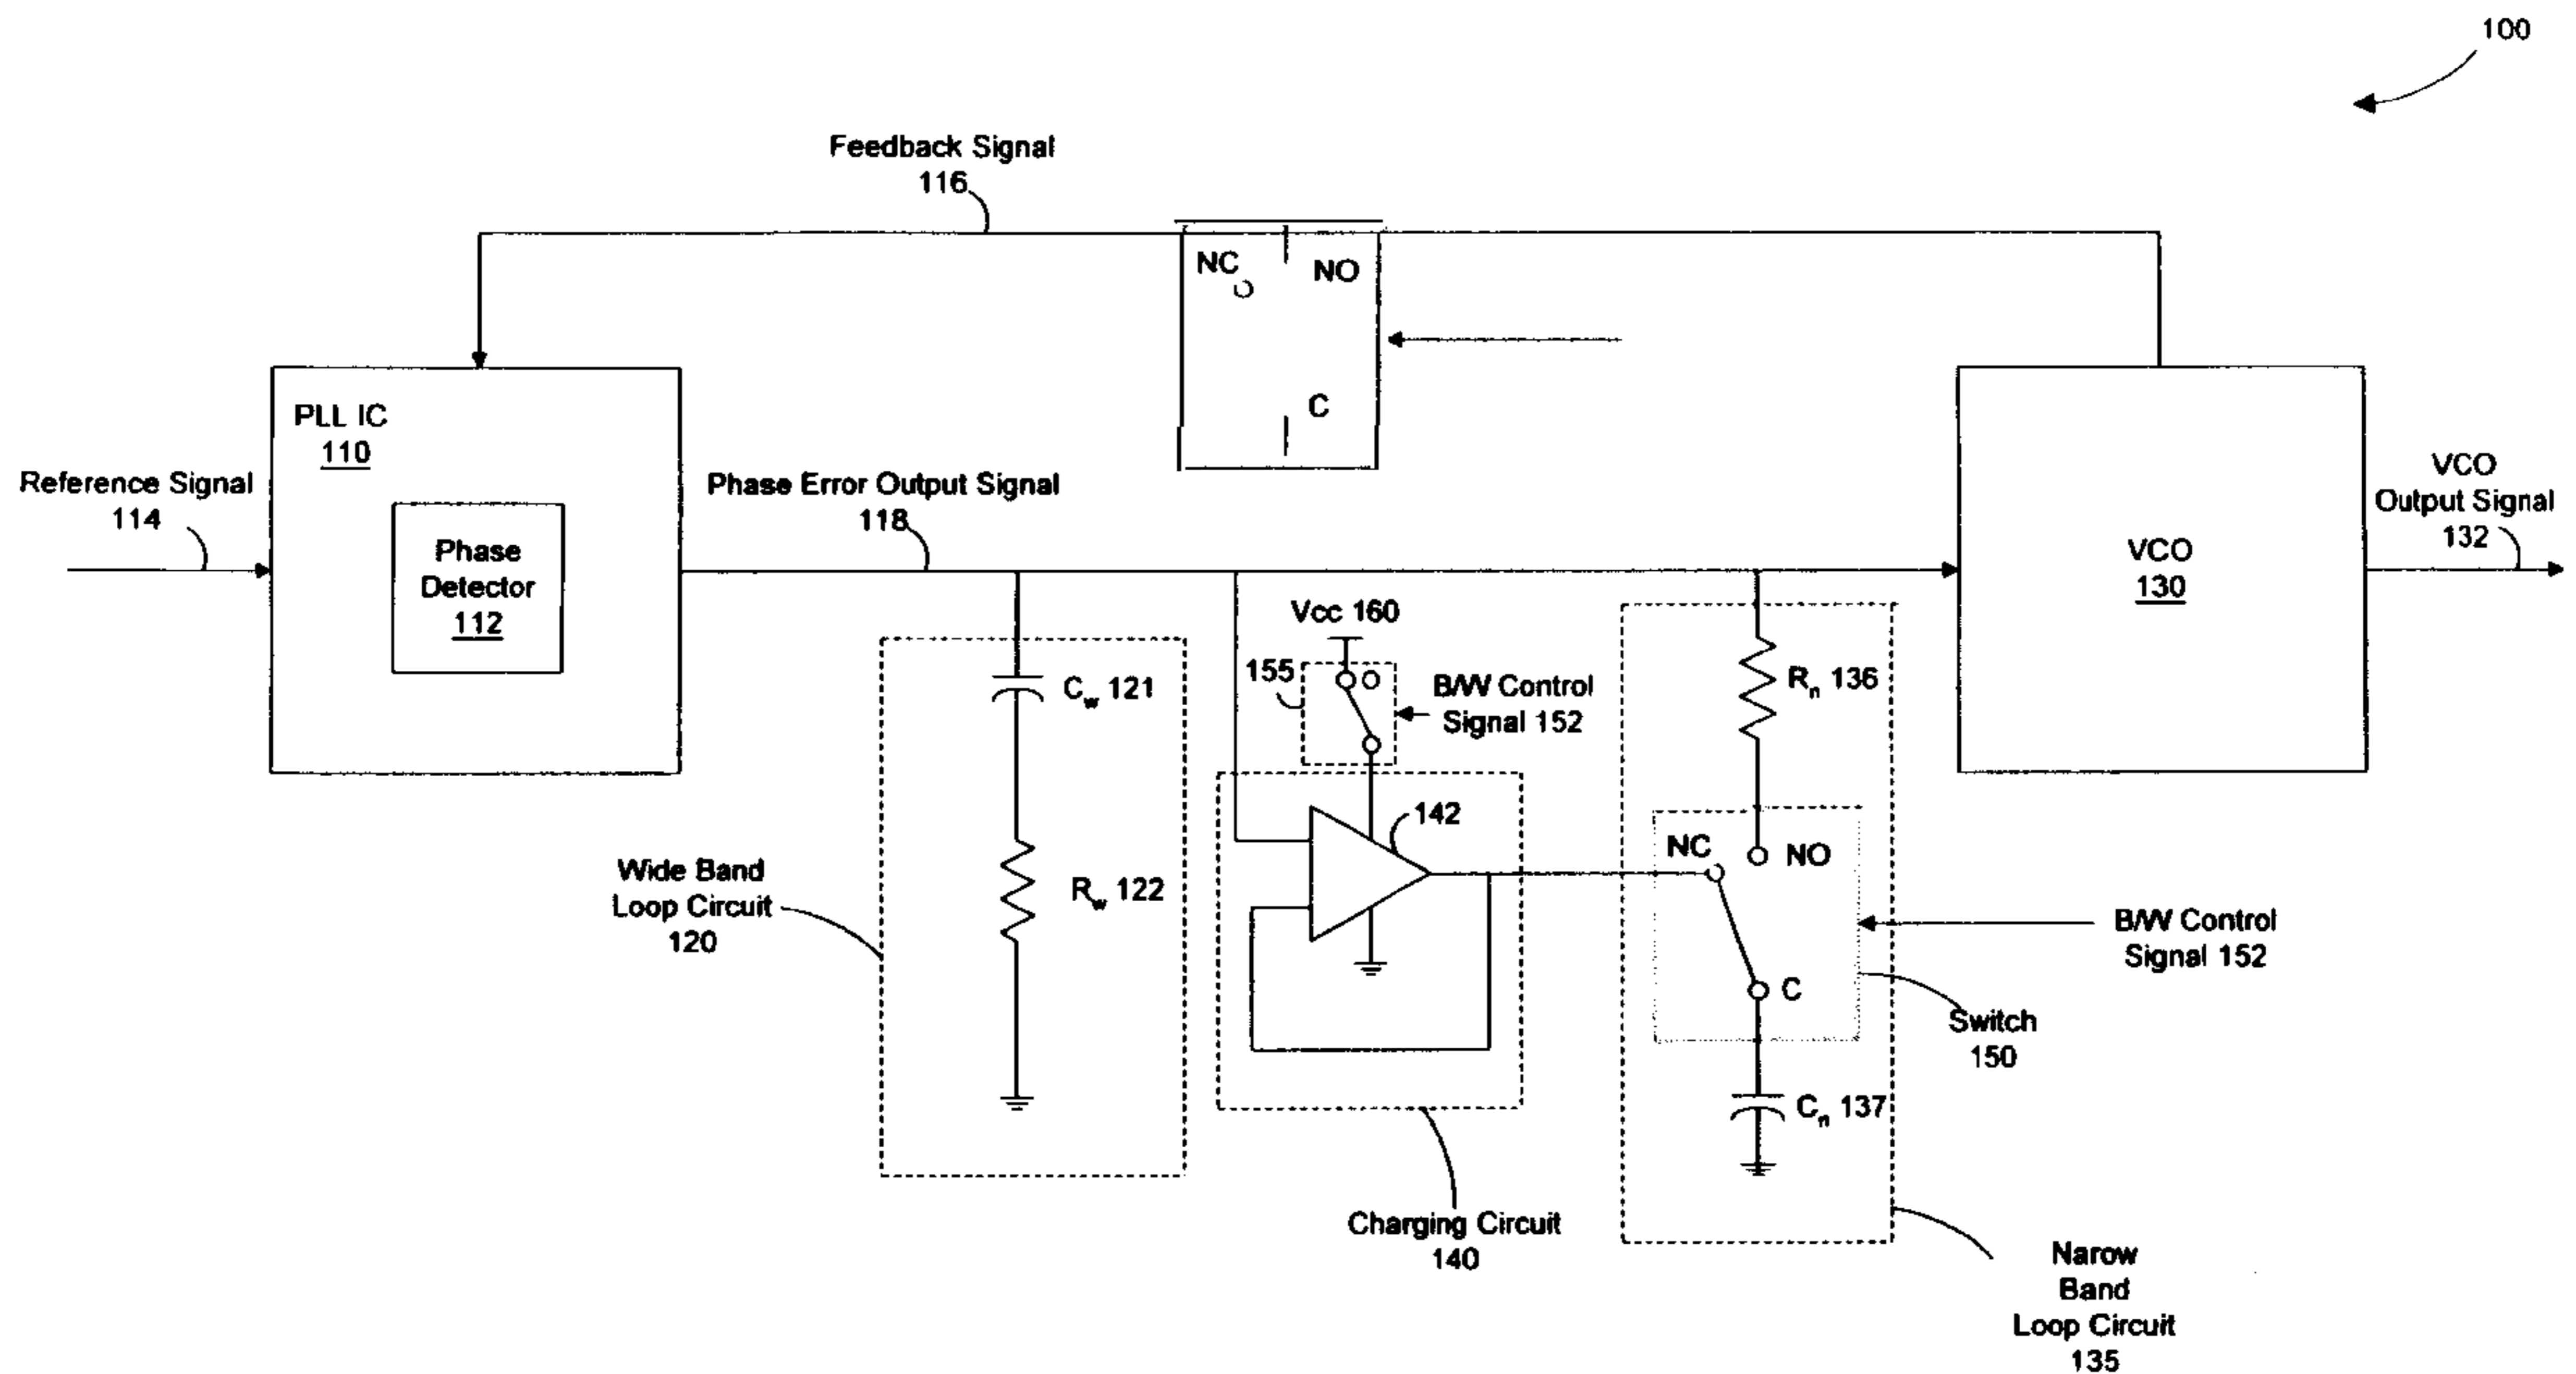 100
Feedback Signal
116
NC
NO
C
PLL IC
110
Reference Signal
114
Phase
Detector
112
Phase Error Output Signal
118
VCO
130
VCO
Output Signal
132
Vcc 160
155
B/W Control
Signal 152
Cw 121
Rn 136
142
NC
NO
Wide Band
Loop Circuit
120
Rw 122
B/W Control
Signal 152
C
Switch
150
Cn 137
Charging Circuit
140
Narow
Band
Loop Circuit
135